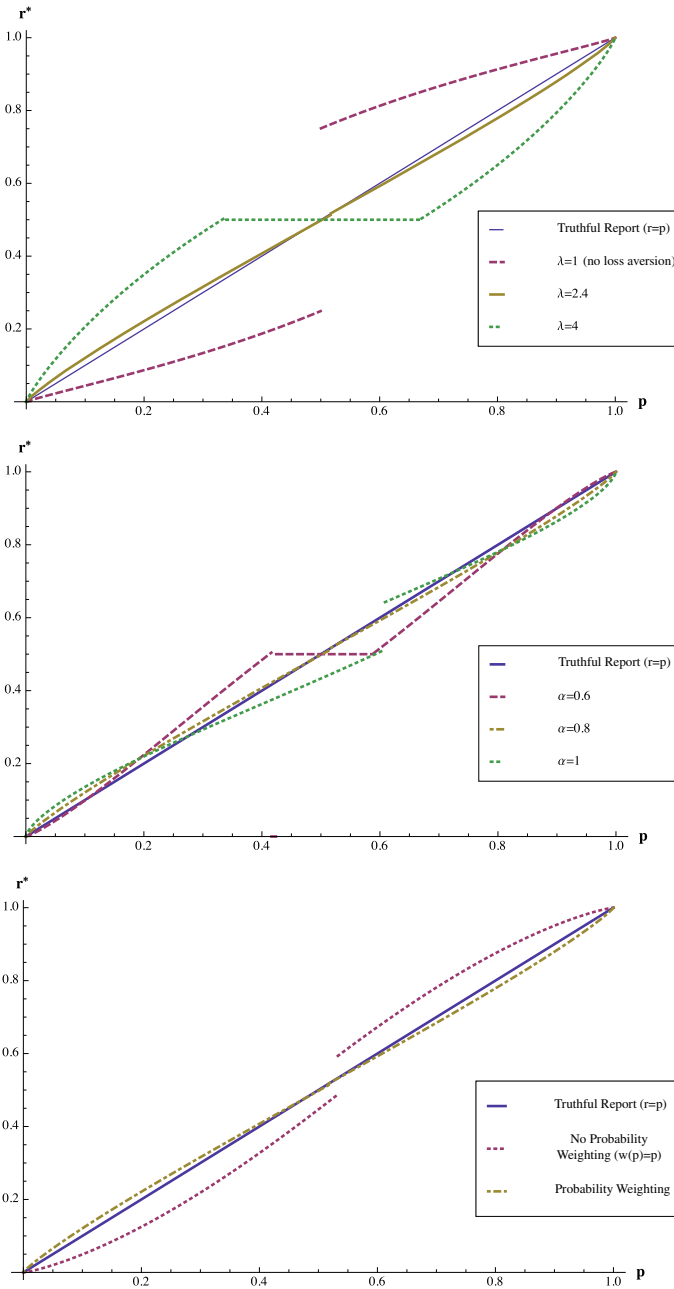 r*
1.0
0.8
0.6
0.4
0.2
0.2
0.4
0.6
0.8
1.0
p
Truthful Report (r=p)
λ=1 (no loss aversion)
λ=2.4
λ=4
r*
1.0
0.8
0.6
0.4
0.2
0.2
0.4
0.6
0.8
1.0
p
Truthful Report (r=p)
α=0.6
α=0.8
α=1
r*
1.0
0.8
0.6
0.4
0.2
0.2
0.4
0.6
0.8
1.0
p
Truthful Report (r=p)
No Probability
Weighting (w(p)=p)
Probability Weighting